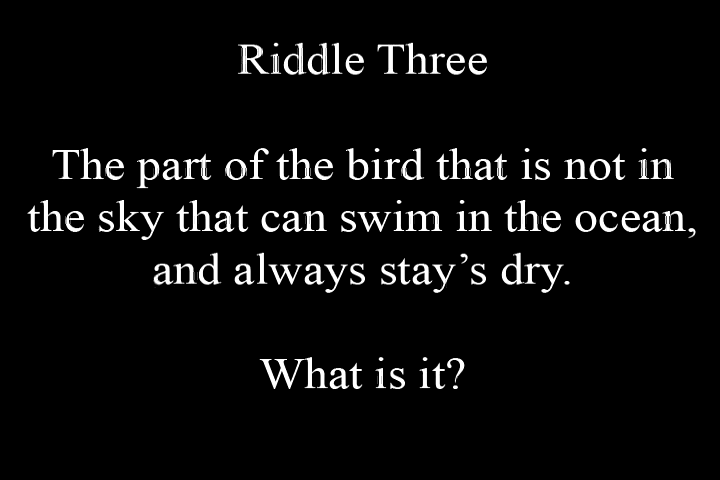 Riddle Three
The part of the bird that is not in
the sky that can swim in the ocean,
and always stay’s dry.
What is it?